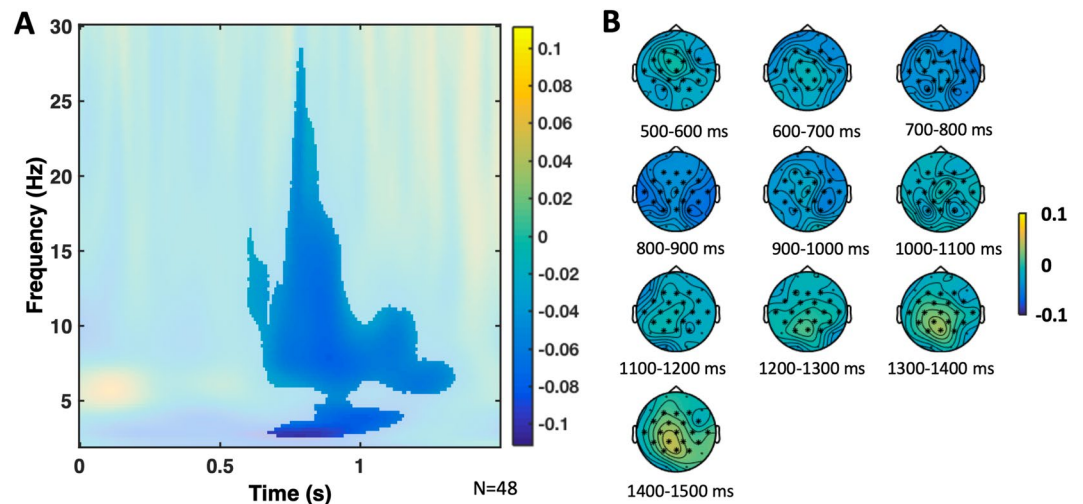 A
30
25
20
15
10
5
Frequency (Hz)
0
0.5
1
Time (s)
N=48
0.1
0.08
0.06
0.04
0.02
0
-0.02
-0.04
-0.06
-0.08
-0.1
B
500-600 ms
600-700 ms
700-800 ms
800-900 ms
900-1000 ms
1000-1100 ms
1100-1200 ms
1200-1300 ms
1300-1400 ms
1400-1500 ms
0.1
0
-0.1